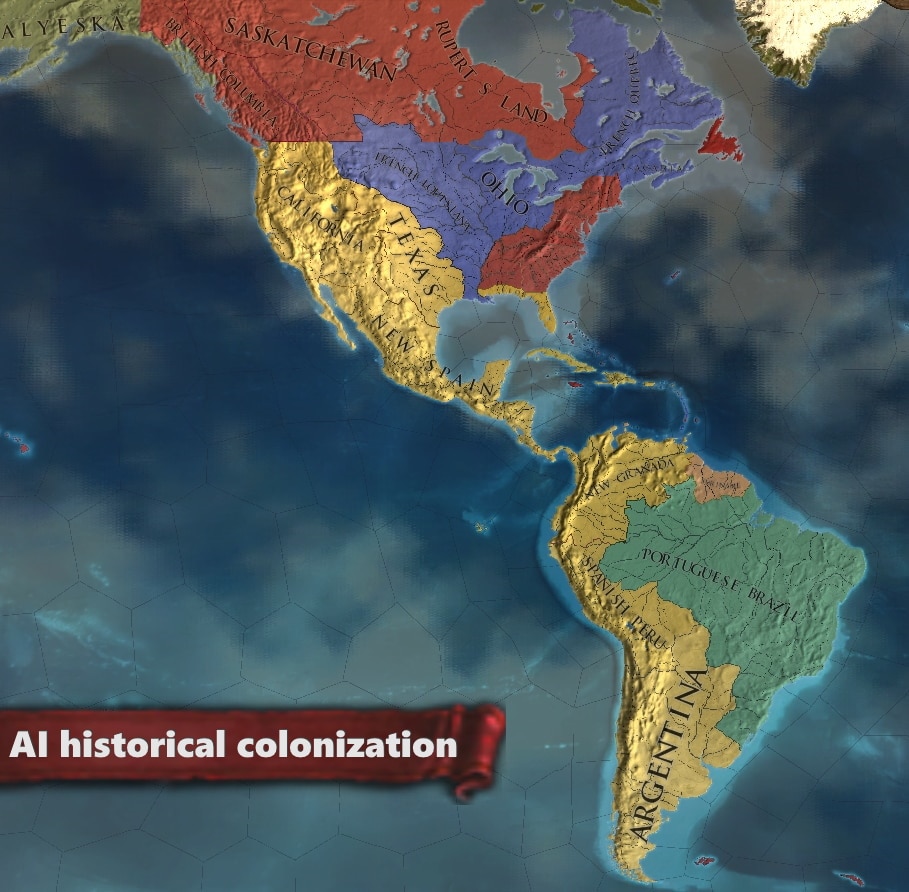 ALYESKA
BRITISH COLUMBIA
SASKATCHEWAN
RUPERT S LAND
FRENCH QUEBEC
FRENCH LOUISIANA
OHIO
CALIFORNIA
TEXAS
NEW SPAIN
NEW GRANADA
PORTUGUESE BRAZIL
SPANISH PERU
ARGENTINA
AI historical colonization